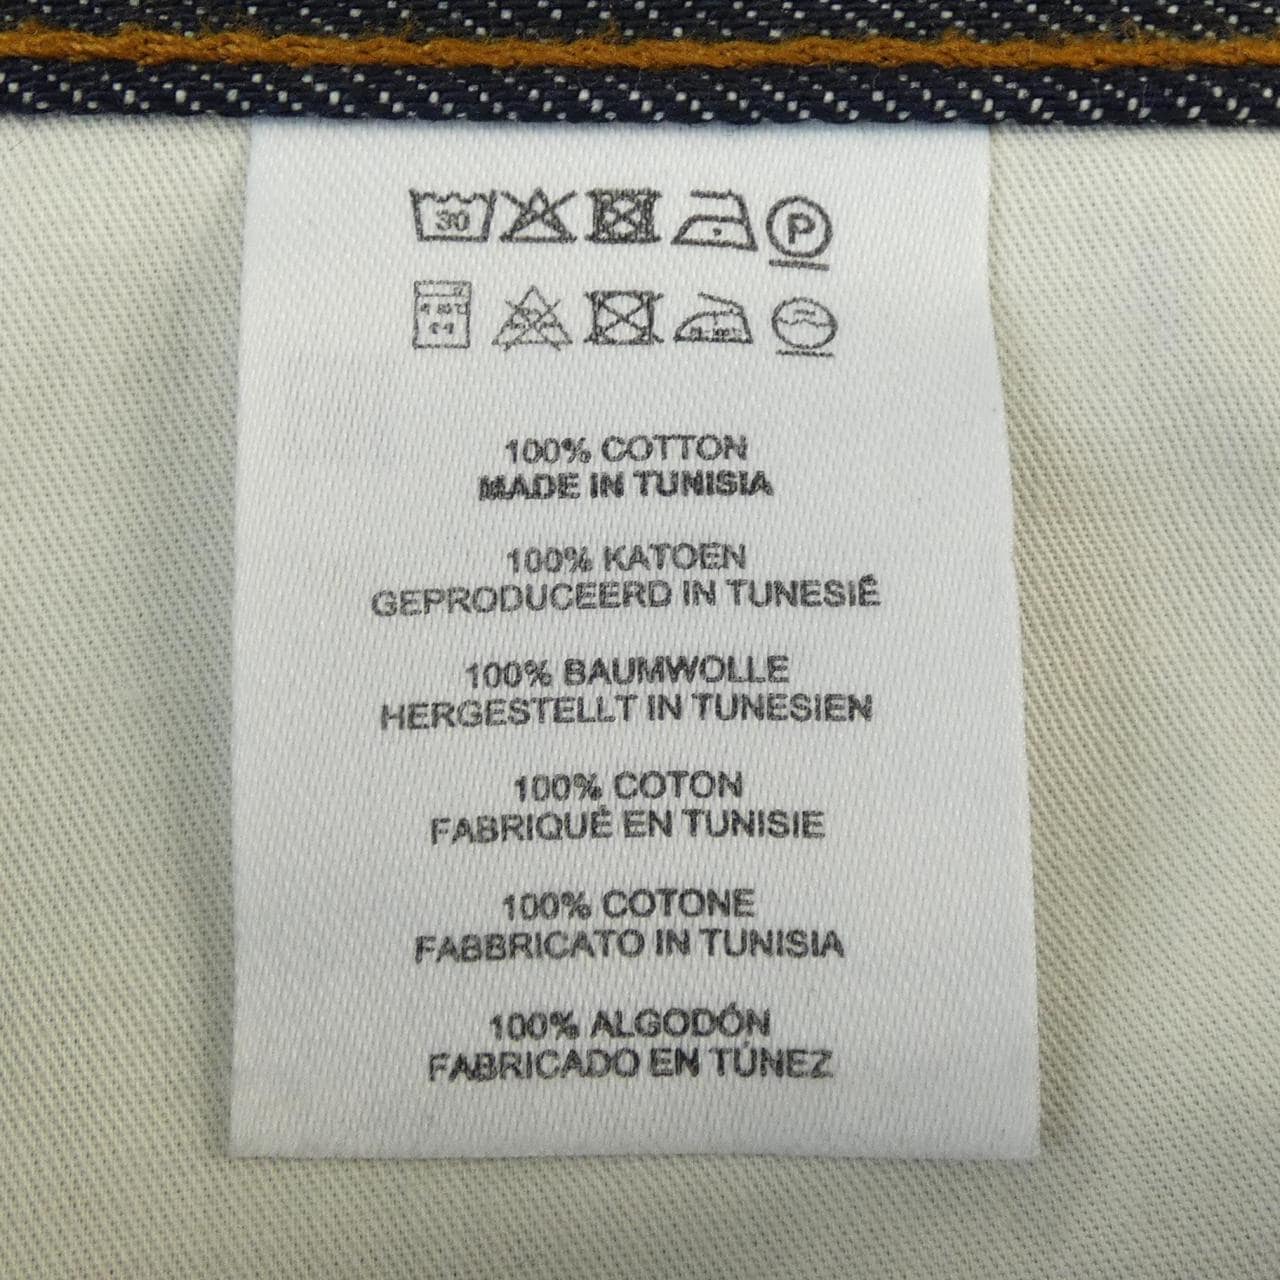 30
P
100% COTTON
MADE IN TUNISIA
100% KATOEN
GEPRODUCEERD IN TUNESIË
100% BAUMWOLLE
HERGESTELLT IN TUNESIEN
100% COTON
FABRIQUÉ EN TUNISIE
100% COTONE
FABBRICATO IN TUNISIA
100% ALGODÓN
FABRICADO EN TÚNEZ